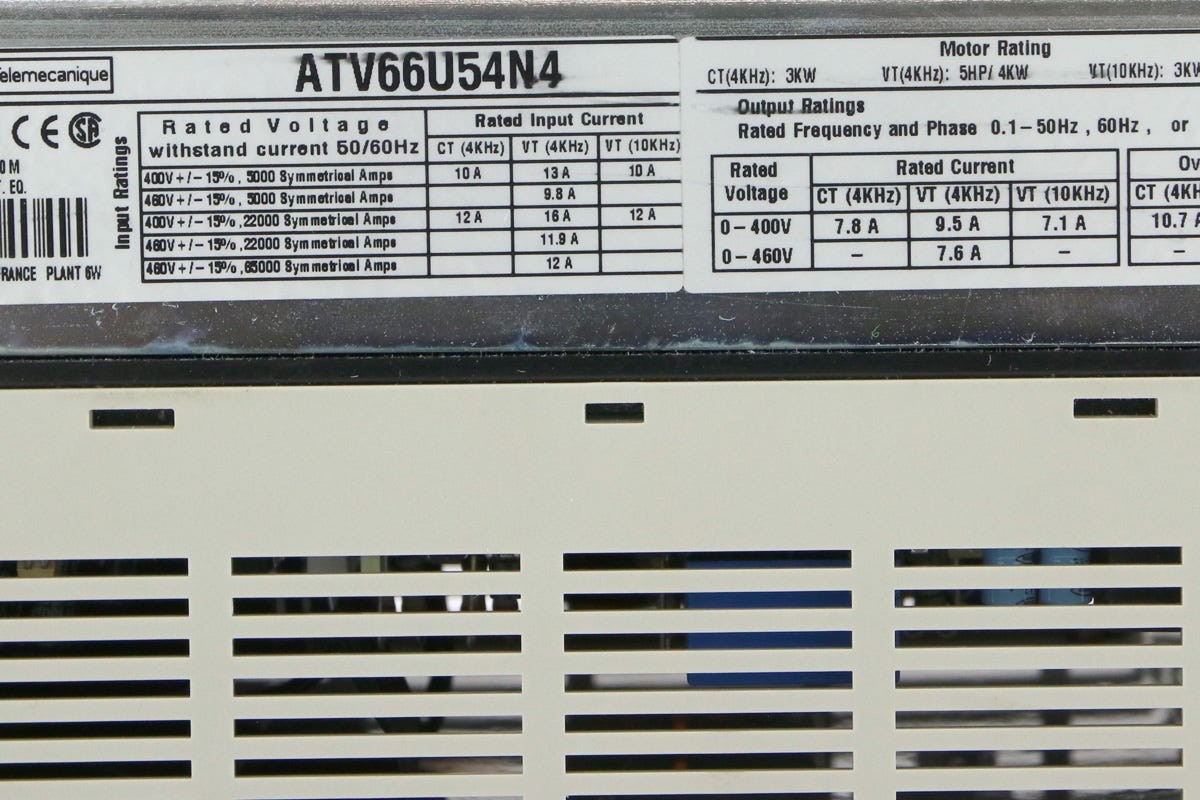 Telemecanique
ATV66U54N4
CE SA
Input Ratings
Rated Voltage
withstand current 50/60Hz
Rated Input Current
CT (4KHz) VT (4KHz) VT (10KHz)
400V+/-15%, 5000 Symmetrical Amps 10 A 13 A 10 A
460V+/-15%, 5000 Symmetrical Amps 9.8 A
400V+/-15%,22000 Symmetrical Amps 12 A 16 A 12 A
460V+/-15%,22000 Symmetrical Amps 11.9 A
460V+/-15%,65000 Symmetrical Amps 12 A
PLANT 6W
Motor Rating
CT(4KHz): 3KW VT(4KHz): 5HP/ 4KW VT(10KHz): 3KW
Output Ratings
Rated Frequency and Phase 0.1-50Hz , 60Hz , or
Rated Voltage
Rated Current
CT (4KHz) VT (4KHz) VT (10KHz)
0-400V 7.8 A 9.5 A 7.1 A 10.7 A
0-460V - 7.6 A - -